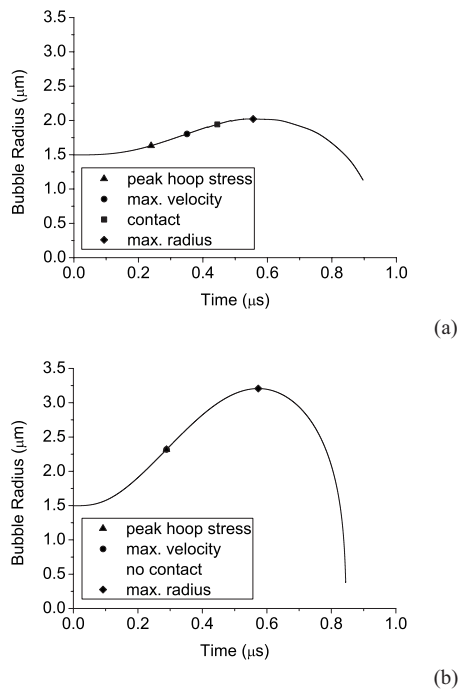 3.5
3.0
2.5
2.0
1.5
1.0
0.5
0.0
Bubble Radius (μm)
peak hoop stress
max. velocity
contact
max. radius
0.0 0.2 0.4 0.6 0.8 1.0
Time (μs)
(a)
3.5
3.0
2.5
2.0
1.5
1.0
0.5
0.0
Bubble Radius (μm)
peak hoop stress
max. velocity
no contact
max. radius
0.0 0.2 0.4 0.6 0.8 1.0
Time (μs)
(b)